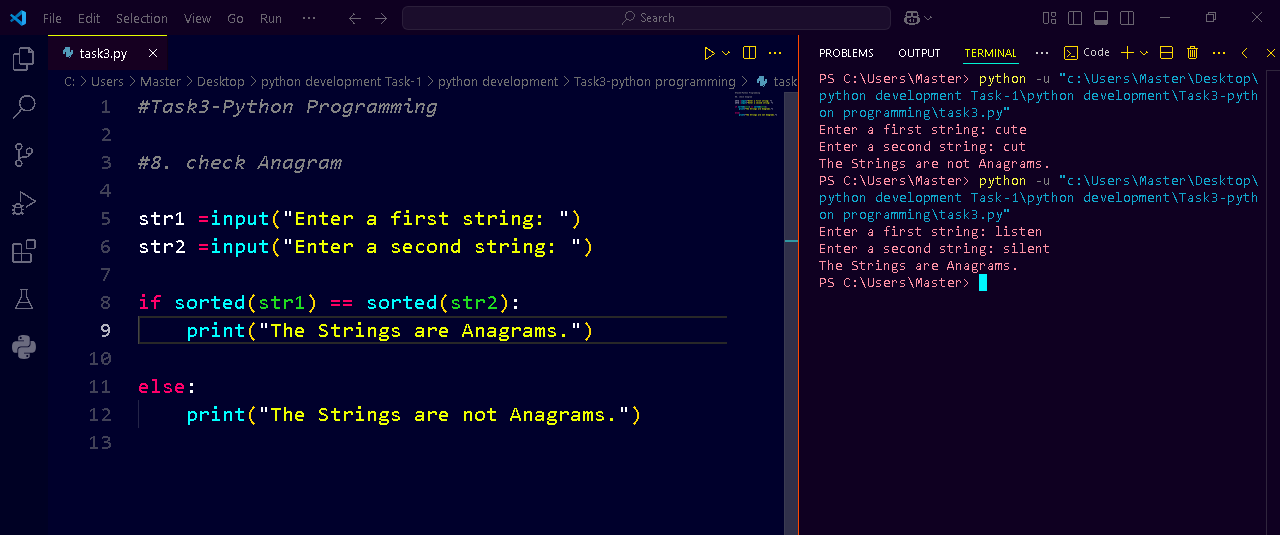 File Edit Selection View Go Run ··· Search
task3.py
C: > Users > Master > Desktop > python development Task-1 > python development > Task3-python programming > task
1 #Task3-Python Programming
2
3 #8. check Anagram
4
5 str1 =input("Enter a first string: ")
6 str2 =input("Enter a second string: ")
7
8 if sorted(str1) == sorted(str2):
9     print("The Strings are Anagrams.")
10
11 else:
12     print("The Strings are not Anagrams.")
13
PROBLEMS OUTPUT TERMINAL ··· Code
PS C:\Users\Master> python -u "c:\Users\Master\Desktop\
python development Task-1\python development\Task3-pyth
on programming\task3.py"
Enter a first string: cute
Enter a second string: cut
The Strings are not Anagrams.
PS C:\Users\Master> python -u "c:\Users\Master\Desktop\
python development Task-1\python development\Task3-pyth
on programming\task3.py"
Enter a first string: listen
Enter a second string: silent
The Strings are Anagrams.
PS C:\Users\Master>